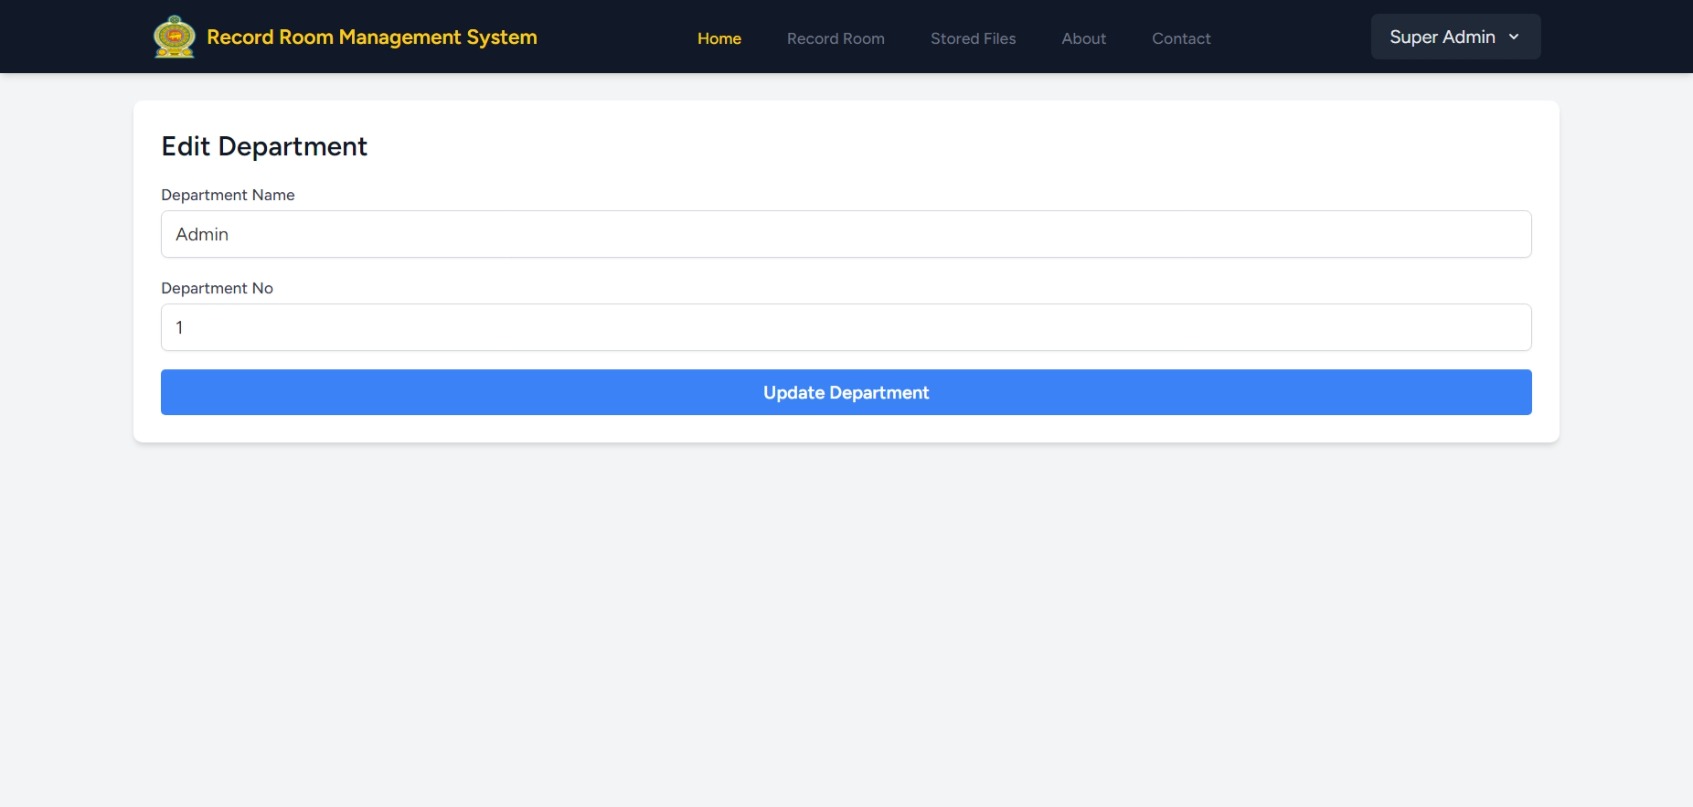 Record Room Management System
Home
Record Room
Stored Files
About
Contact
Super Admin
Edit Department
Department Name
Admin
Department No
1
Update Department